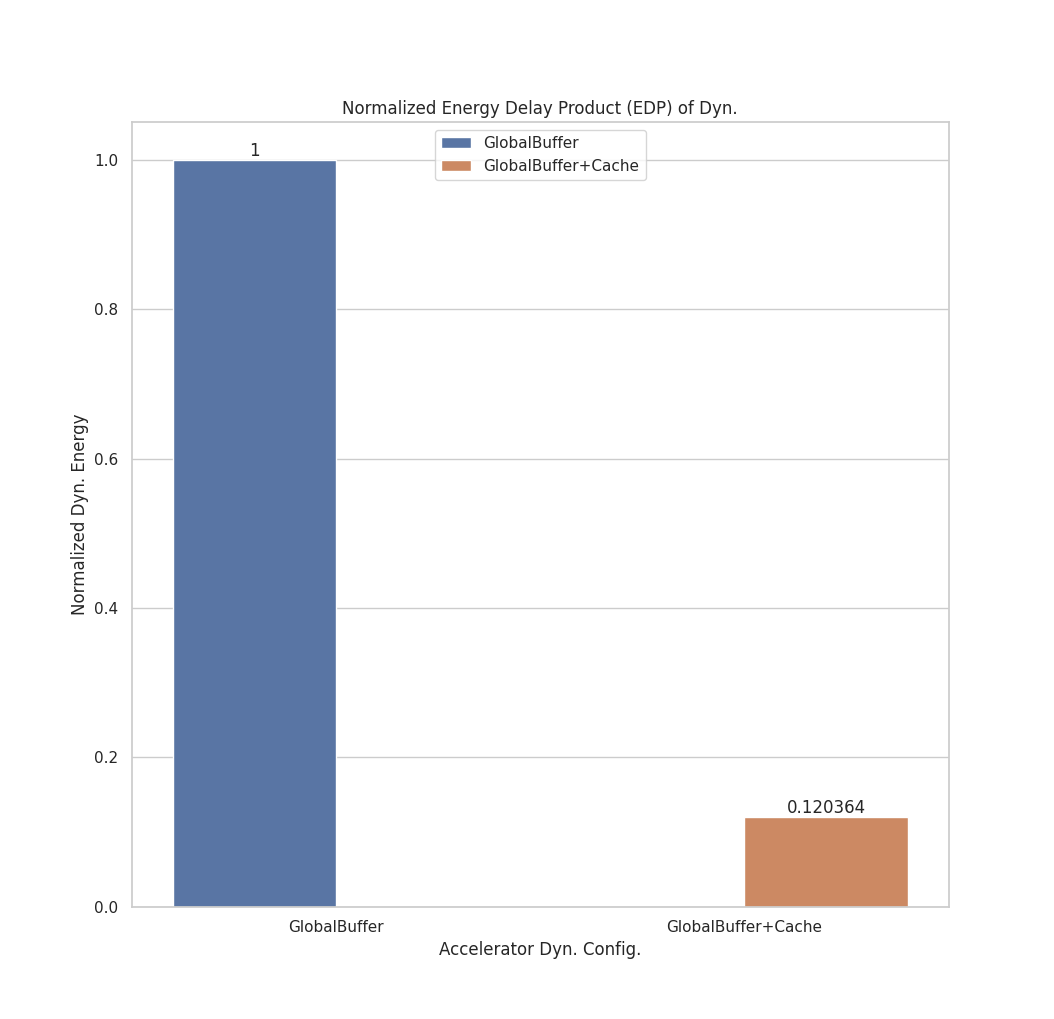 Normalized Energy Delay Product (EDP) of Dyn.
GlobalBuffer
GlobalBuffer+Cache
1
0.120364
1.0
0.8
0.6
0.4
0.2
0.0
Normalized Dyn. Energy
GlobalBuffer
GlobalBuffer+Cache
Accelerator Dyn. Config.